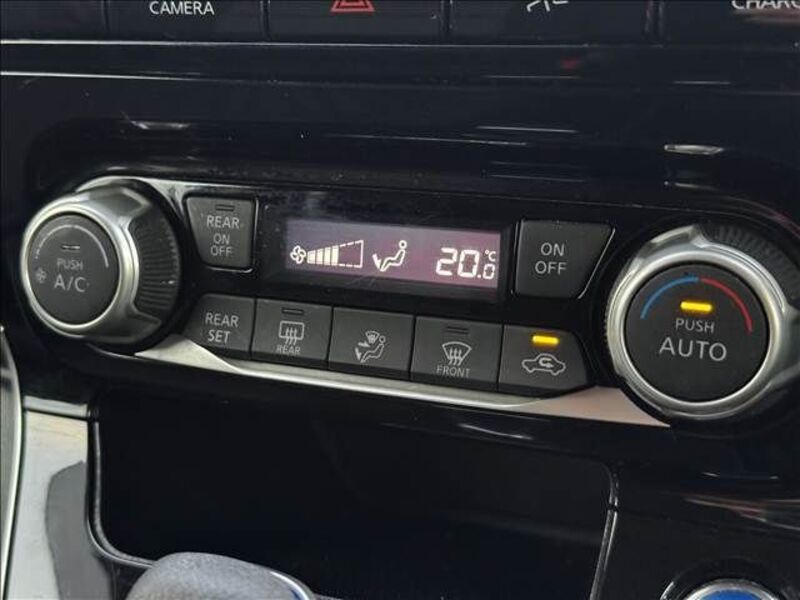 CAMERA
REAR
ON
OFF
PUSH
A/C
20.0
°C
ON
OFF
PUSH
AUTO
REAR
SET
REAR
FRONT